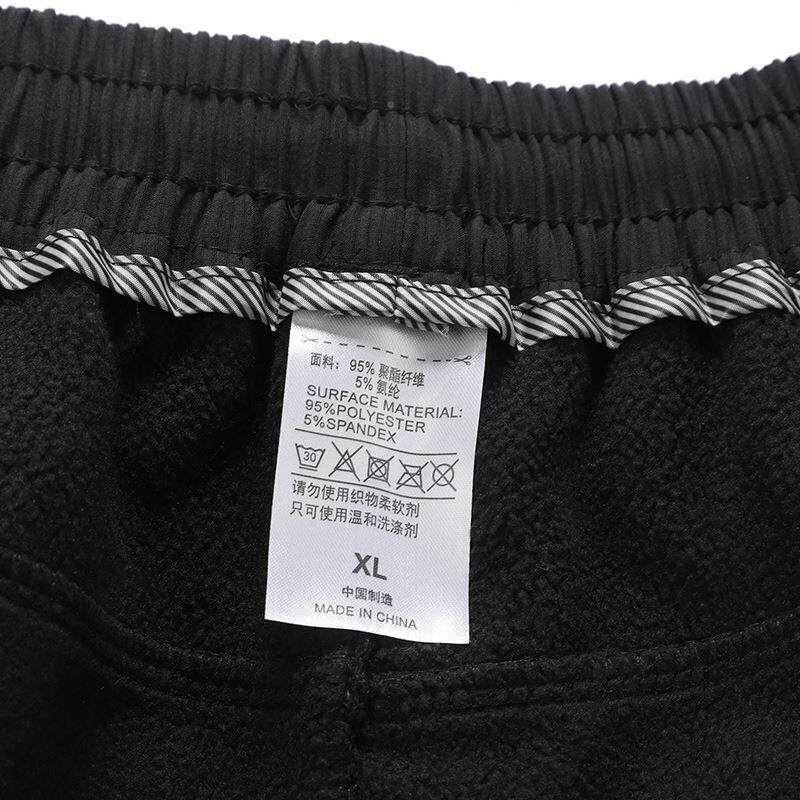 面料：95% 聚酯纤维
5% 氨纶
SURFACE MATERIAL:
95%POLYESTER
5%SPANDEX
30
请勿使用织物柔软剂
只可使用温和洗涤剂
XL
中国制造
MADE IN CHINA